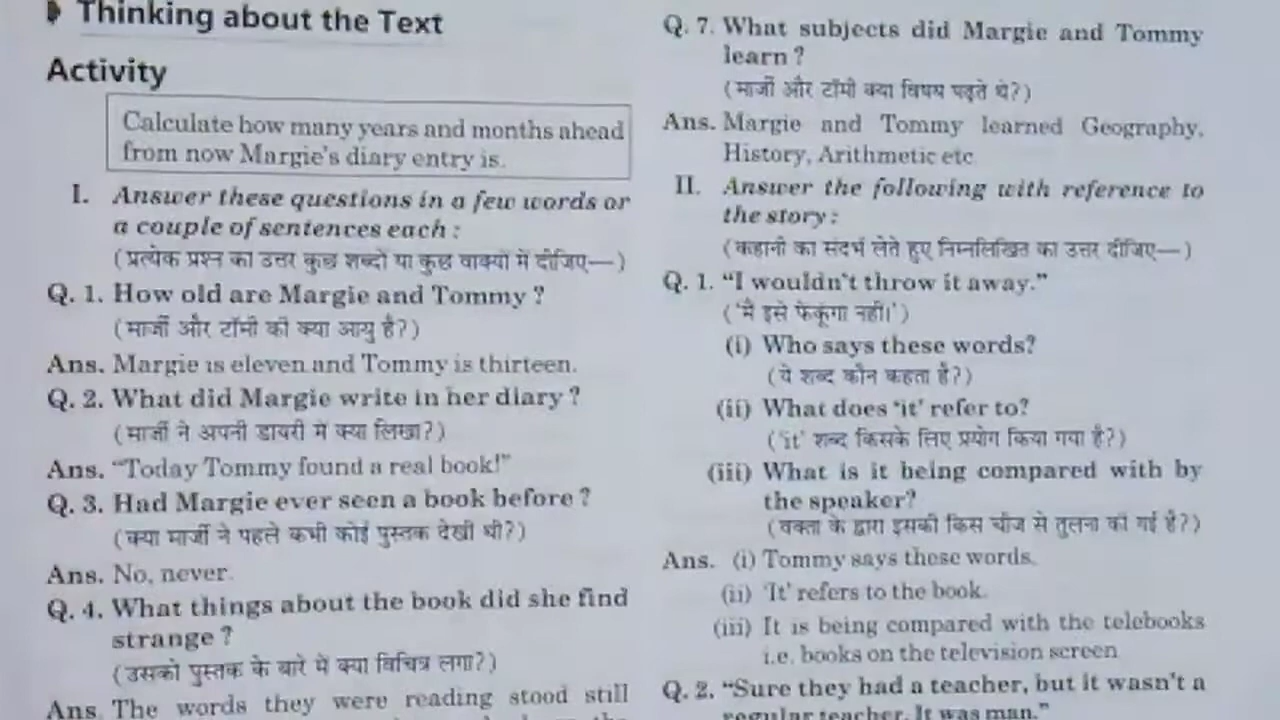 Thinking about the Text
Activity
Calculate how many years and months ahead
from now Margie's diary entry is.
I. Answer these questions in a few words or
a couple of sentences each :
(प्रत्येक प्रश्न का उत्तर कुछ शब्दों या कुछ वाक्यों में दीजिए—)
Q. 1. How old are Margie and Tommy ?
(मार्जी और टॉमी की क्या आयु है?)
Ans. Margie is eleven and Tommy is thirteen.
Q. 2. What did Margie write in her diary ?
(मार्जी ने अपनी डायरी में क्या लिखा?)
Ans. “Today Tommy found a real book!”
Q. 3. Had Margie ever seen a book before ?
(क्या मार्जी ने पहले कभी कोई पुस्तक देखी थी?)
Ans. No, never.
Q. 4. What things about the book did she find
strange ?
(उसको पुस्तक के बारे में क्या विचित्र लगा?)
Ans. The words they were reading stood still
Q. 7. What subjects did Margie and Tommy
learn ?
(मार्जी और टॉमी क्या विषय पढ़ते थे?)
Ans. Margie and Tommy learned Geography,
History, Arithmetic etc
II. Answer the following with reference to
the story :
(कहानी का संदर्भ लेते हुए निम्नलिखित का उत्तर दीजिए—)
Q. 1. “I wouldn't throw it away.”
('मैं इसे फेकूंगा नहीं।')
(i) Who says these words?
(ये शब्द कौन कहता है?)
(ii) What does 'it' refer to?
('it' शब्द किसके लिए प्रयोग किया गया है?)
(iii) What is it being compared with by
the speaker?
(वक्ता के द्वारा इसकी किस चीज से तुलना की गई है?)
Ans. (i) Tommy says these words.
(ii) 'It' refers to the book.
(iii) It is being compared with the telebooks
i.e. books on the television screen
Q. 2. “Sure they had a teacher, but it wasn't a
regular teacher. It was man.”